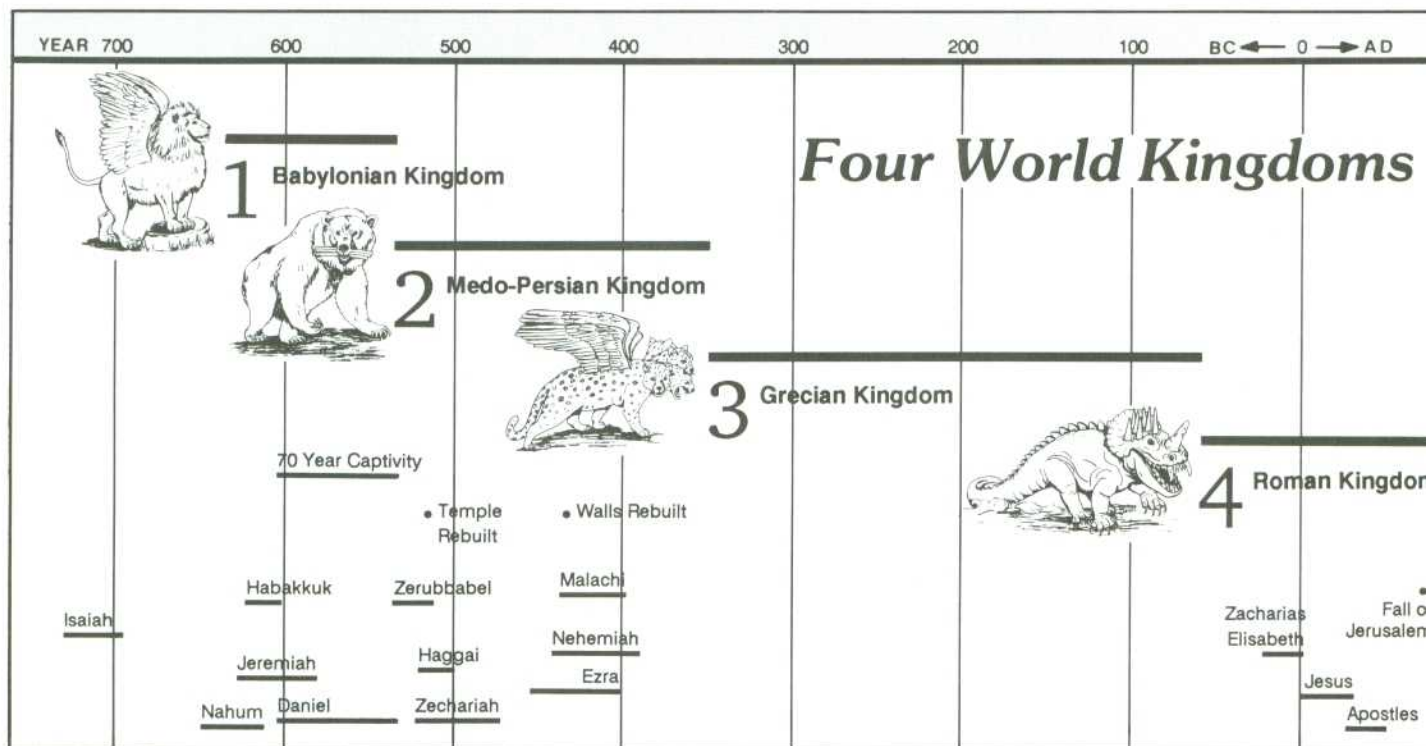 YEAR 700 600 500 400 300 200 100 BC ← 0 → AD
Four World Kingdoms
1 Babylonian Kingdom
2 Medo-Persian Kingdom
3 Grecian Kingdom
4 Roman Kingdom
70 Year Captivity
• Temple
Rebuilt
• Walls Rebuilt
Habakkuk
Zerubbabel
Malachi
Isaiah
Zacharias
Elisabeth
Fall o
Jerusalem
Jeremiah
Haggai
Nehemiah
Ezra
Jesus
Nahum
Daniel
Zechariah
Apostles